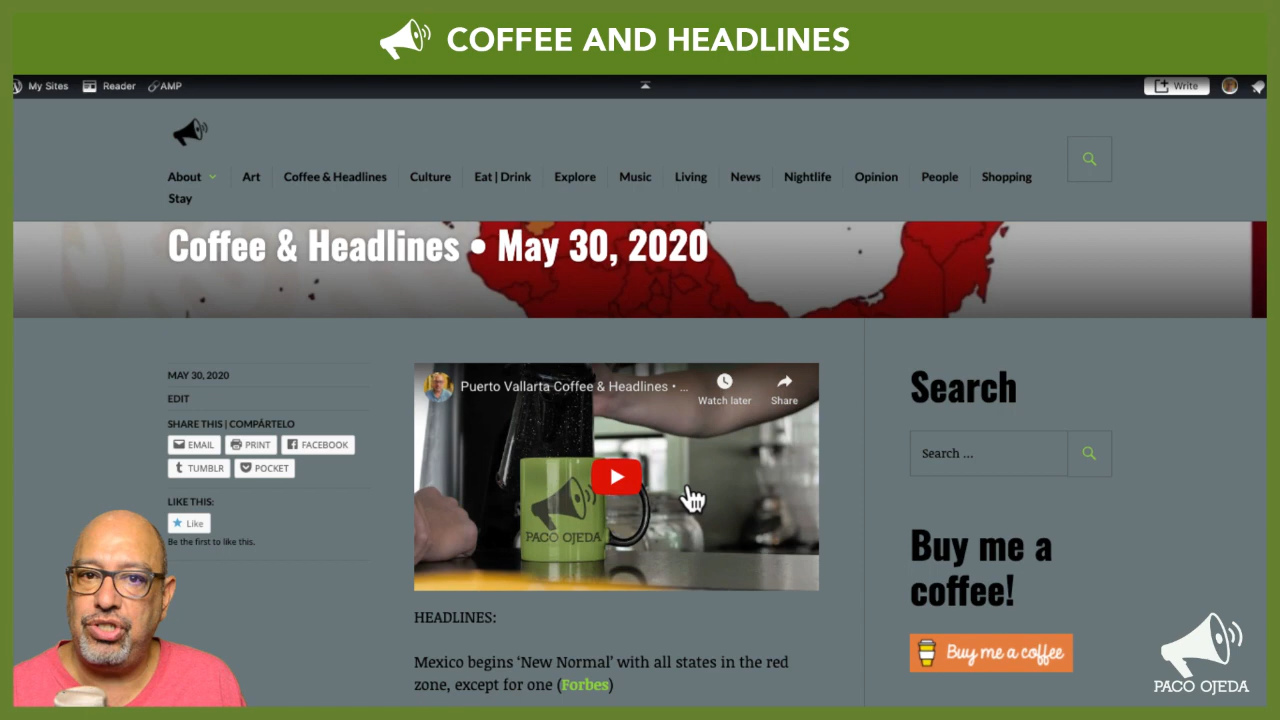 COFFEE AND HEADLINES
My Sites Reader AMP Write
About Art Coffee & Headlines Culture Eat | Drink Explore Music Living News Nightlife Opinion People Shopping
Stay
Coffee & Headlines • May 30, 2020
MAY 30, 2020
EDIT
SHARE THIS | COMPÁRTELO
EMAIL PRINT FACEBOOK
TUMBLR POCKET
LIKE THIS:
Like
Be the first to like this.
Puerto Vallarta Coffee & Headlines • ...
Watch later Share
PACO OJEDA
HEADLINES:
Mexico begins ‘New Normal’ with all states in the red
zone, except for one (Forbes)
Search
Search ...
Buy me a
coffee!
Buy me a coffee
PACO OJEDA